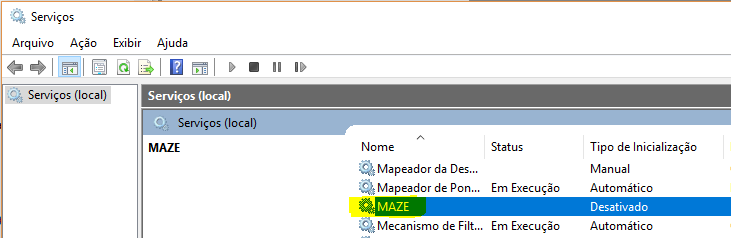 Serviços
Arquivo Ação Exibir Ajuda
Serviços (local)
Serviços (local)
Serviços (local)
MAZE
Nome Status Tipo de Inicialização
Mapeador da Des... Manual
Mapeador de Pon... Em Execução Automático
MAZE Desativado
Mecanismo de Filt... Em Execução Automático